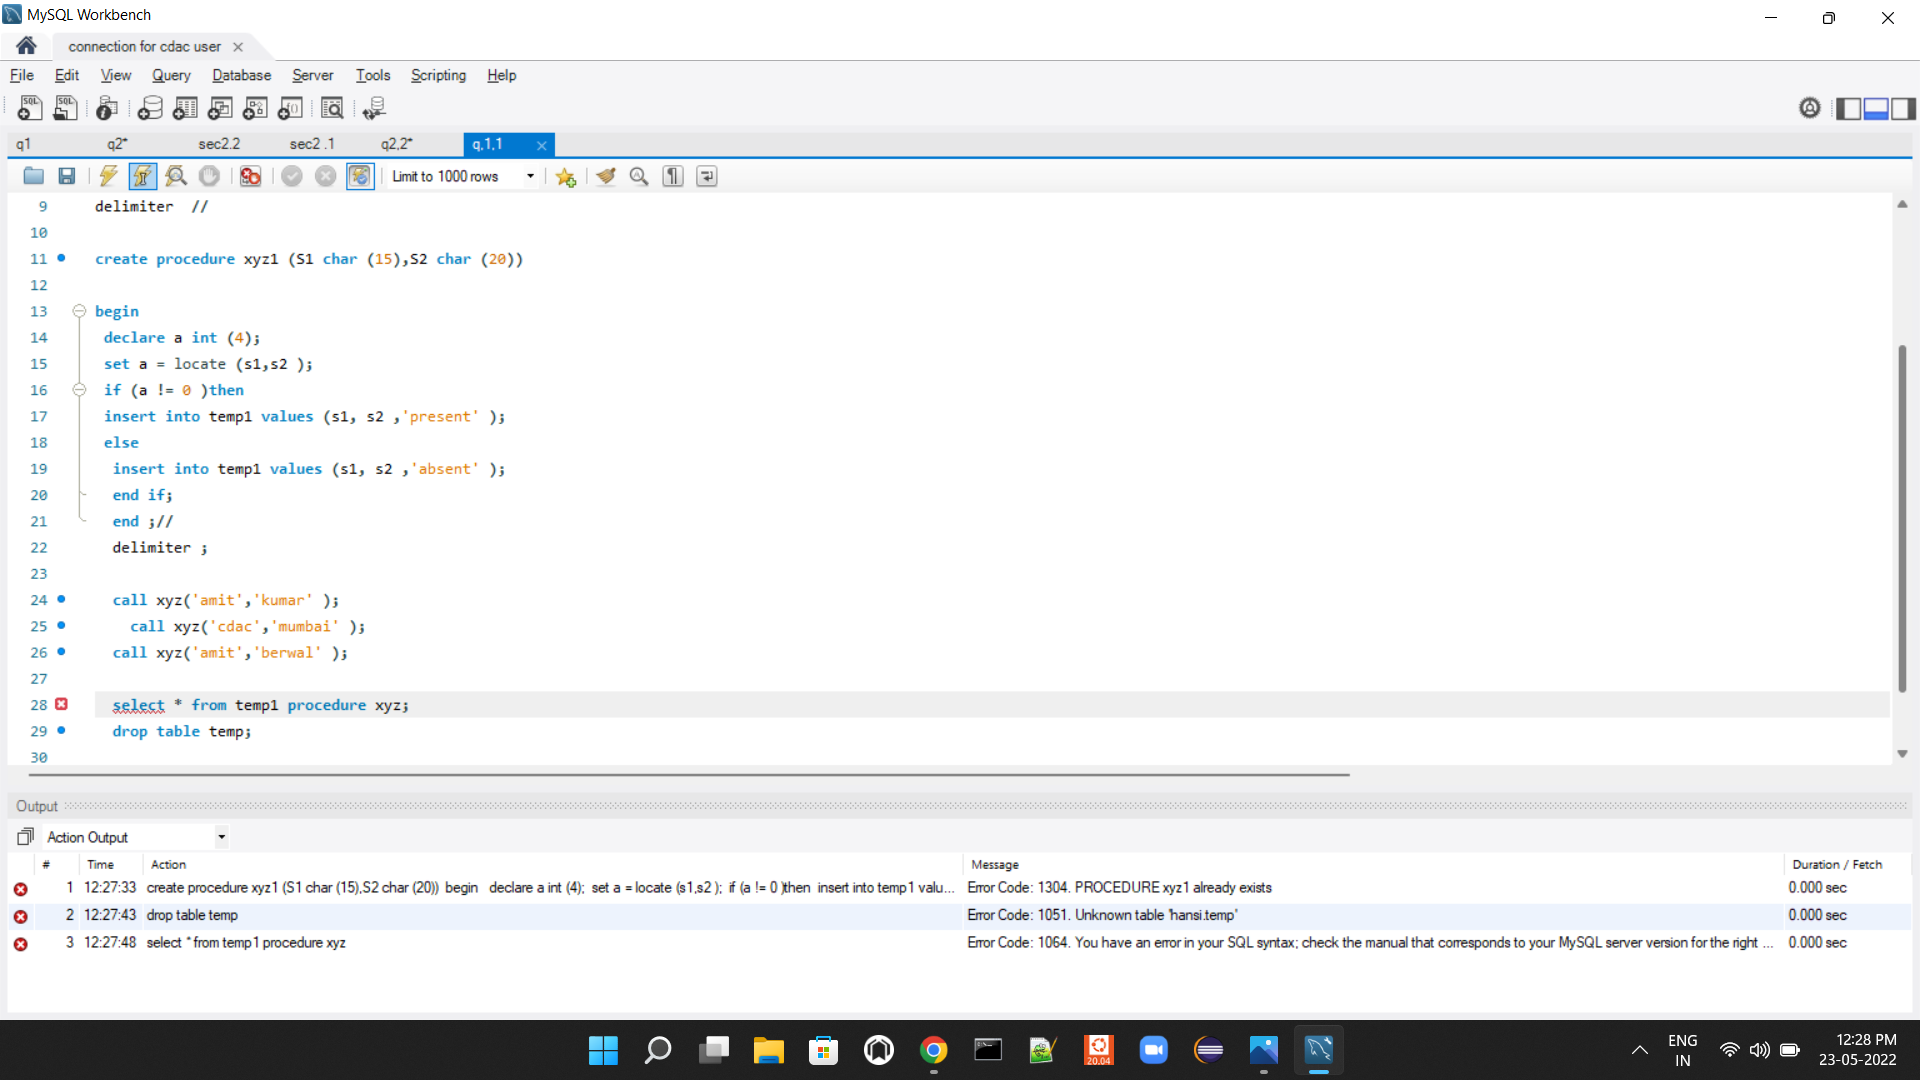 MySQL Workbench
connection for cdac user
File Edit View Query Database Server Tools Scripting Help
q1 q2* sec2.2 sec2 .1 q2,2* q,1,1
Limit to 1000 rows
9 delimiter //
10
11 create procedure xyz1 (S1 char (15),S2 char (20))
12
13 begin
14 declare a int (4);
15 set a = locate (s1,s2 );
16 if (a != 0 )then
17 insert into temp1 values (s1, s2 ,'present' );
18 else
19 insert into temp1 values (s1, s2 ,'absent' );
20 end if;
21 end ;//
22 delimiter ;
23
24 call xyz('amit','kumar' );
25 call xyz('cdac','mumbai' );
26 call xyz('amit','berwal' );
27
28 select * from temp1 procedure xyz;
29 drop table temp;
30
Output
Action Output
# Time Action Message Duration / Fetch
1 12:27:33 create procedure xyz1 (S1 char (15),S2 char (20)) begin declare a int (4); set a = locate (s1,s2 ); if (a != 0 )then insert into temp1 valu... Error Code: 1304. PROCEDURE xyz1 already exists 0.000 sec
2 12:27:43 drop table temp Error Code: 1051. Unknown table 'hansi.temp' 0.000 sec
3 12:27:48 select * from temp1 procedure xyz Error Code: 1064. You have an error in your SQL syntax; check the manual that corresponds to your MySQL server version for the right ... 0.000 sec
20.04
ENG
IN
12:28 PM
23-05-2022